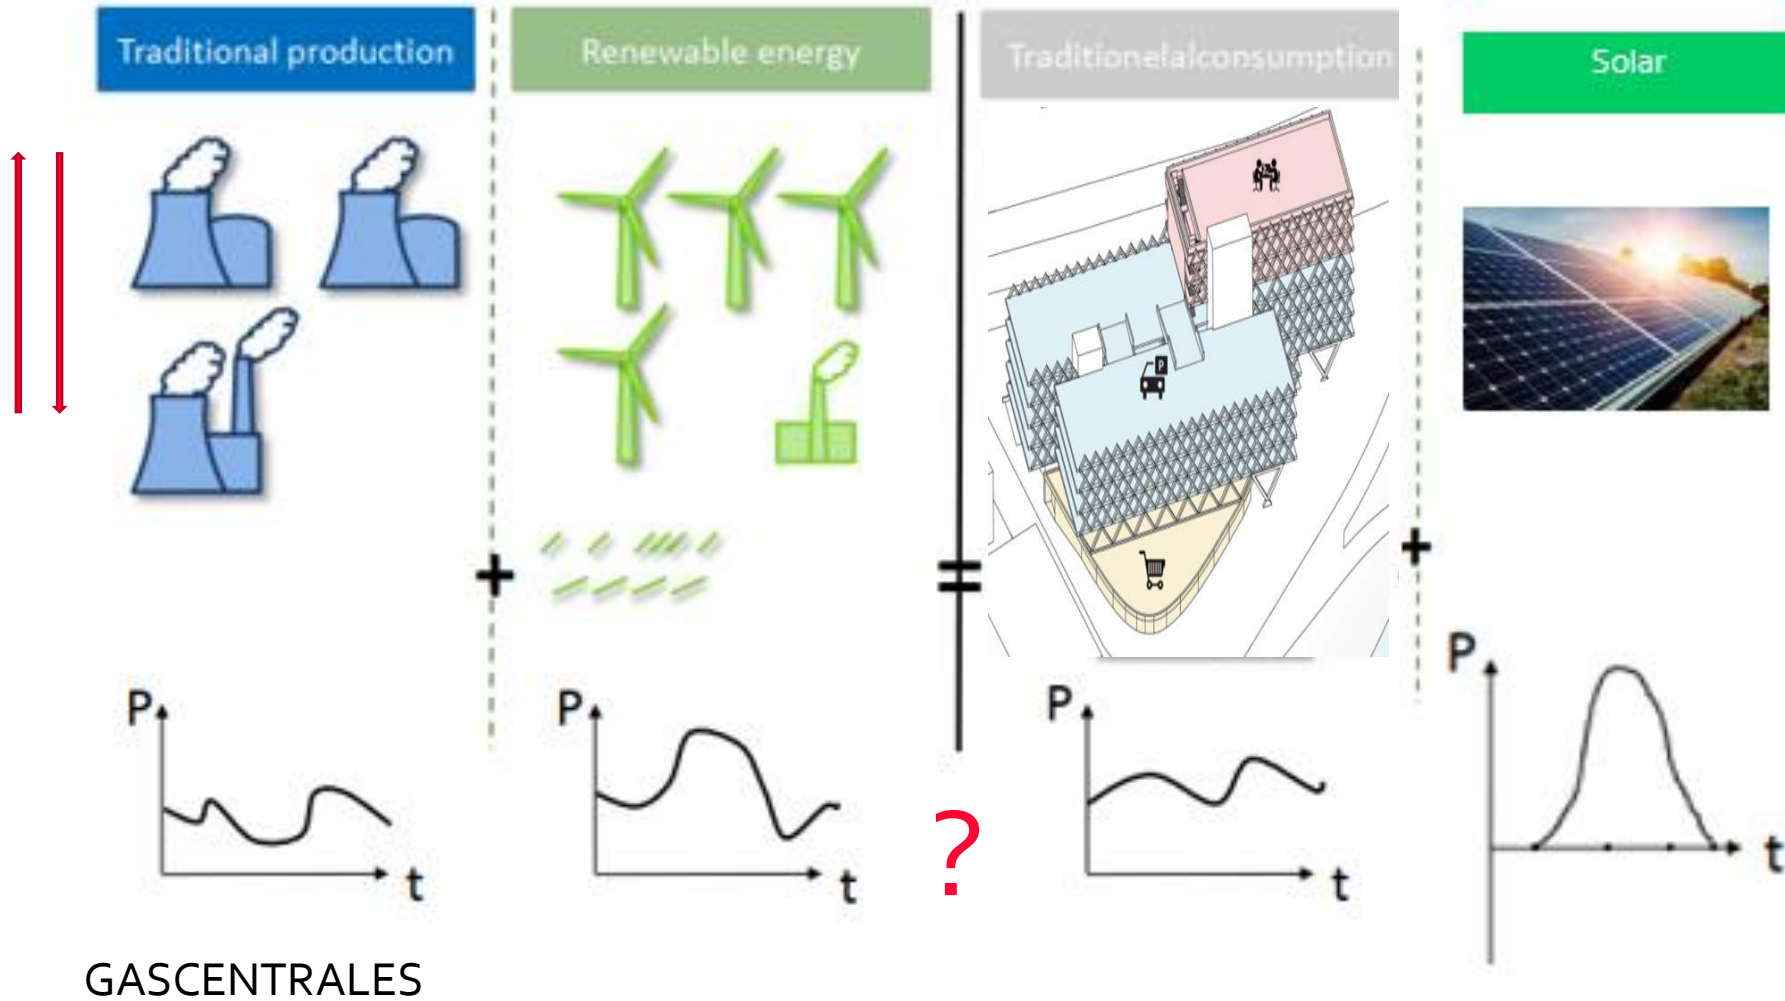 Traditional production
Renewable energy
Traditionelalconsumption
Solar
+
=
+
P
t
P
t
?
P
t
P
t
P
GASCENTRALES